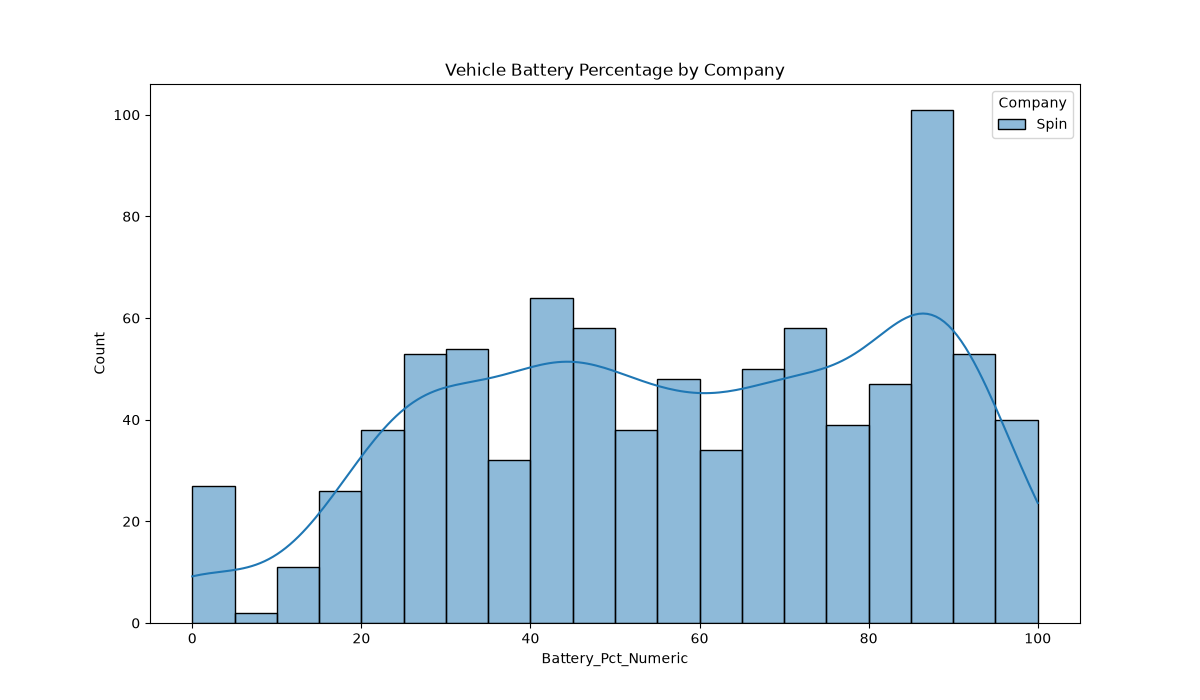 Vehicle Battery Percentage by Company
Company
Spin
100
80
60
40
20
0
Count
0 20 40 60 80 100
Battery_Pct_Numeric